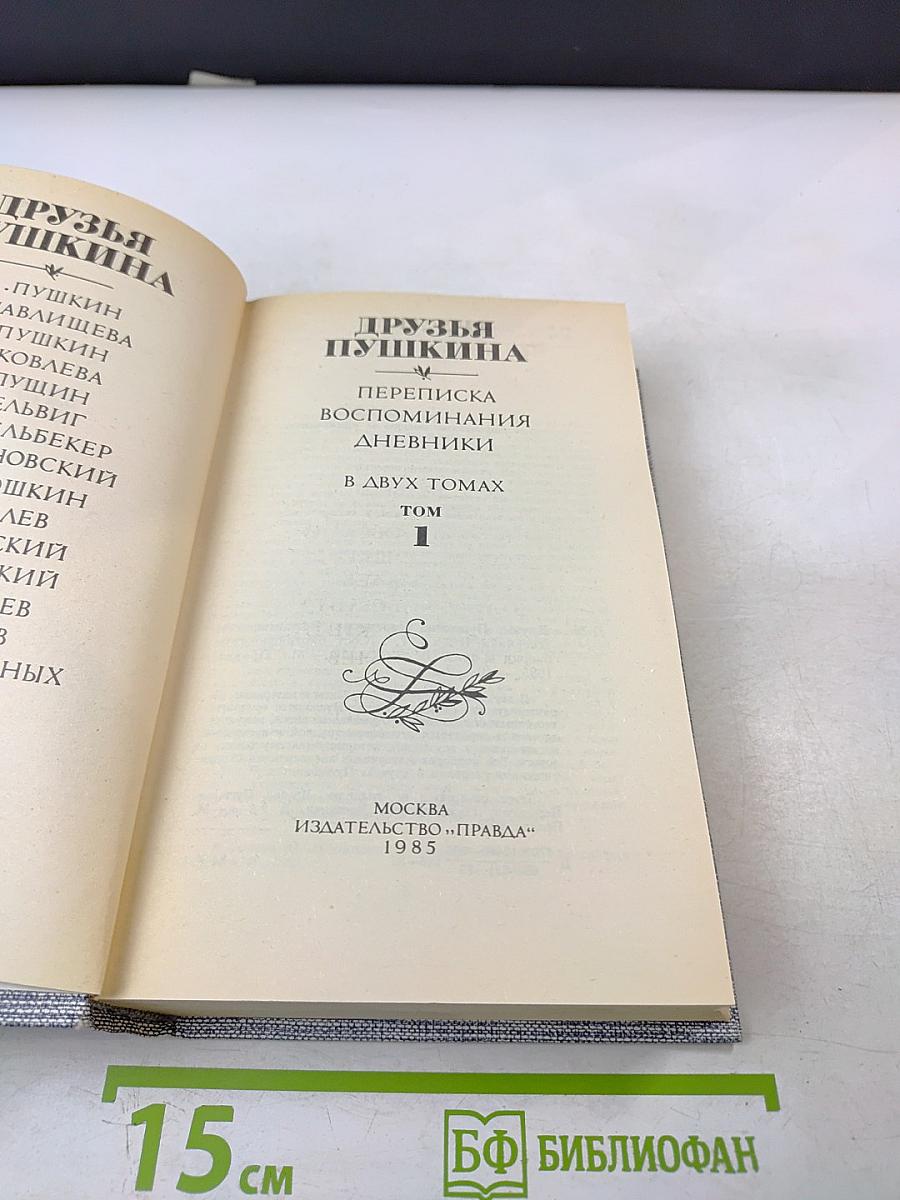 ДРУЗЬЯ
ПУШКИНА
ПУШКИН
ПУШКИН
ПУЩИН
ДРУЗЬЯ
ПУШКИНА
ПЕРЕПИСКА
ВОСПОМИНАНИЯ
ДНЕВНИКИ
В ДВУХ ТОМАХ
ТОМ
1
МОСКВА
ИЗДАТЕЛЬСТВО „ПРАВДА“
1985
15 см
БФ БИБЛИОФАН